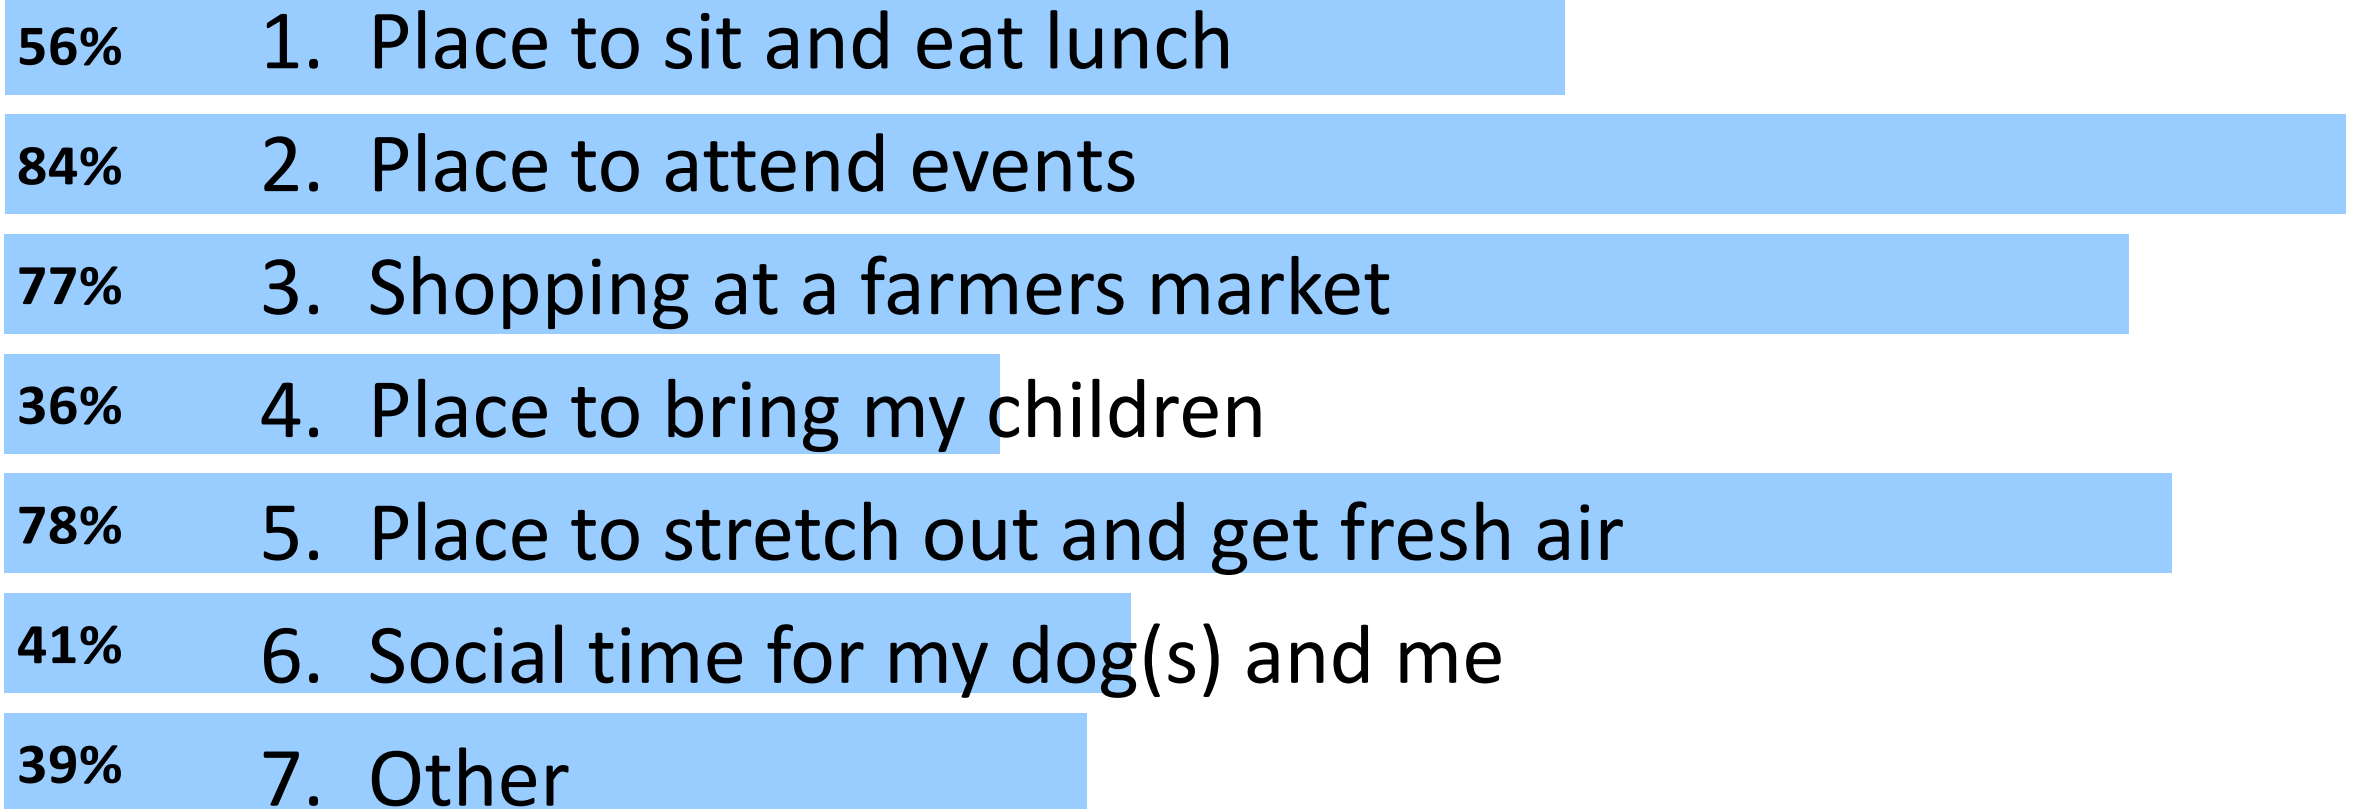 56% 1. Place to sit and eat lunch
84% 2. Place to attend events
77% 3. Shopping at a farmers market
36% 4. Place to bring my children
78% 5. Place to stretch out and get fresh air
41% 6. Social time for my dog(s) and me
39% 7. Other